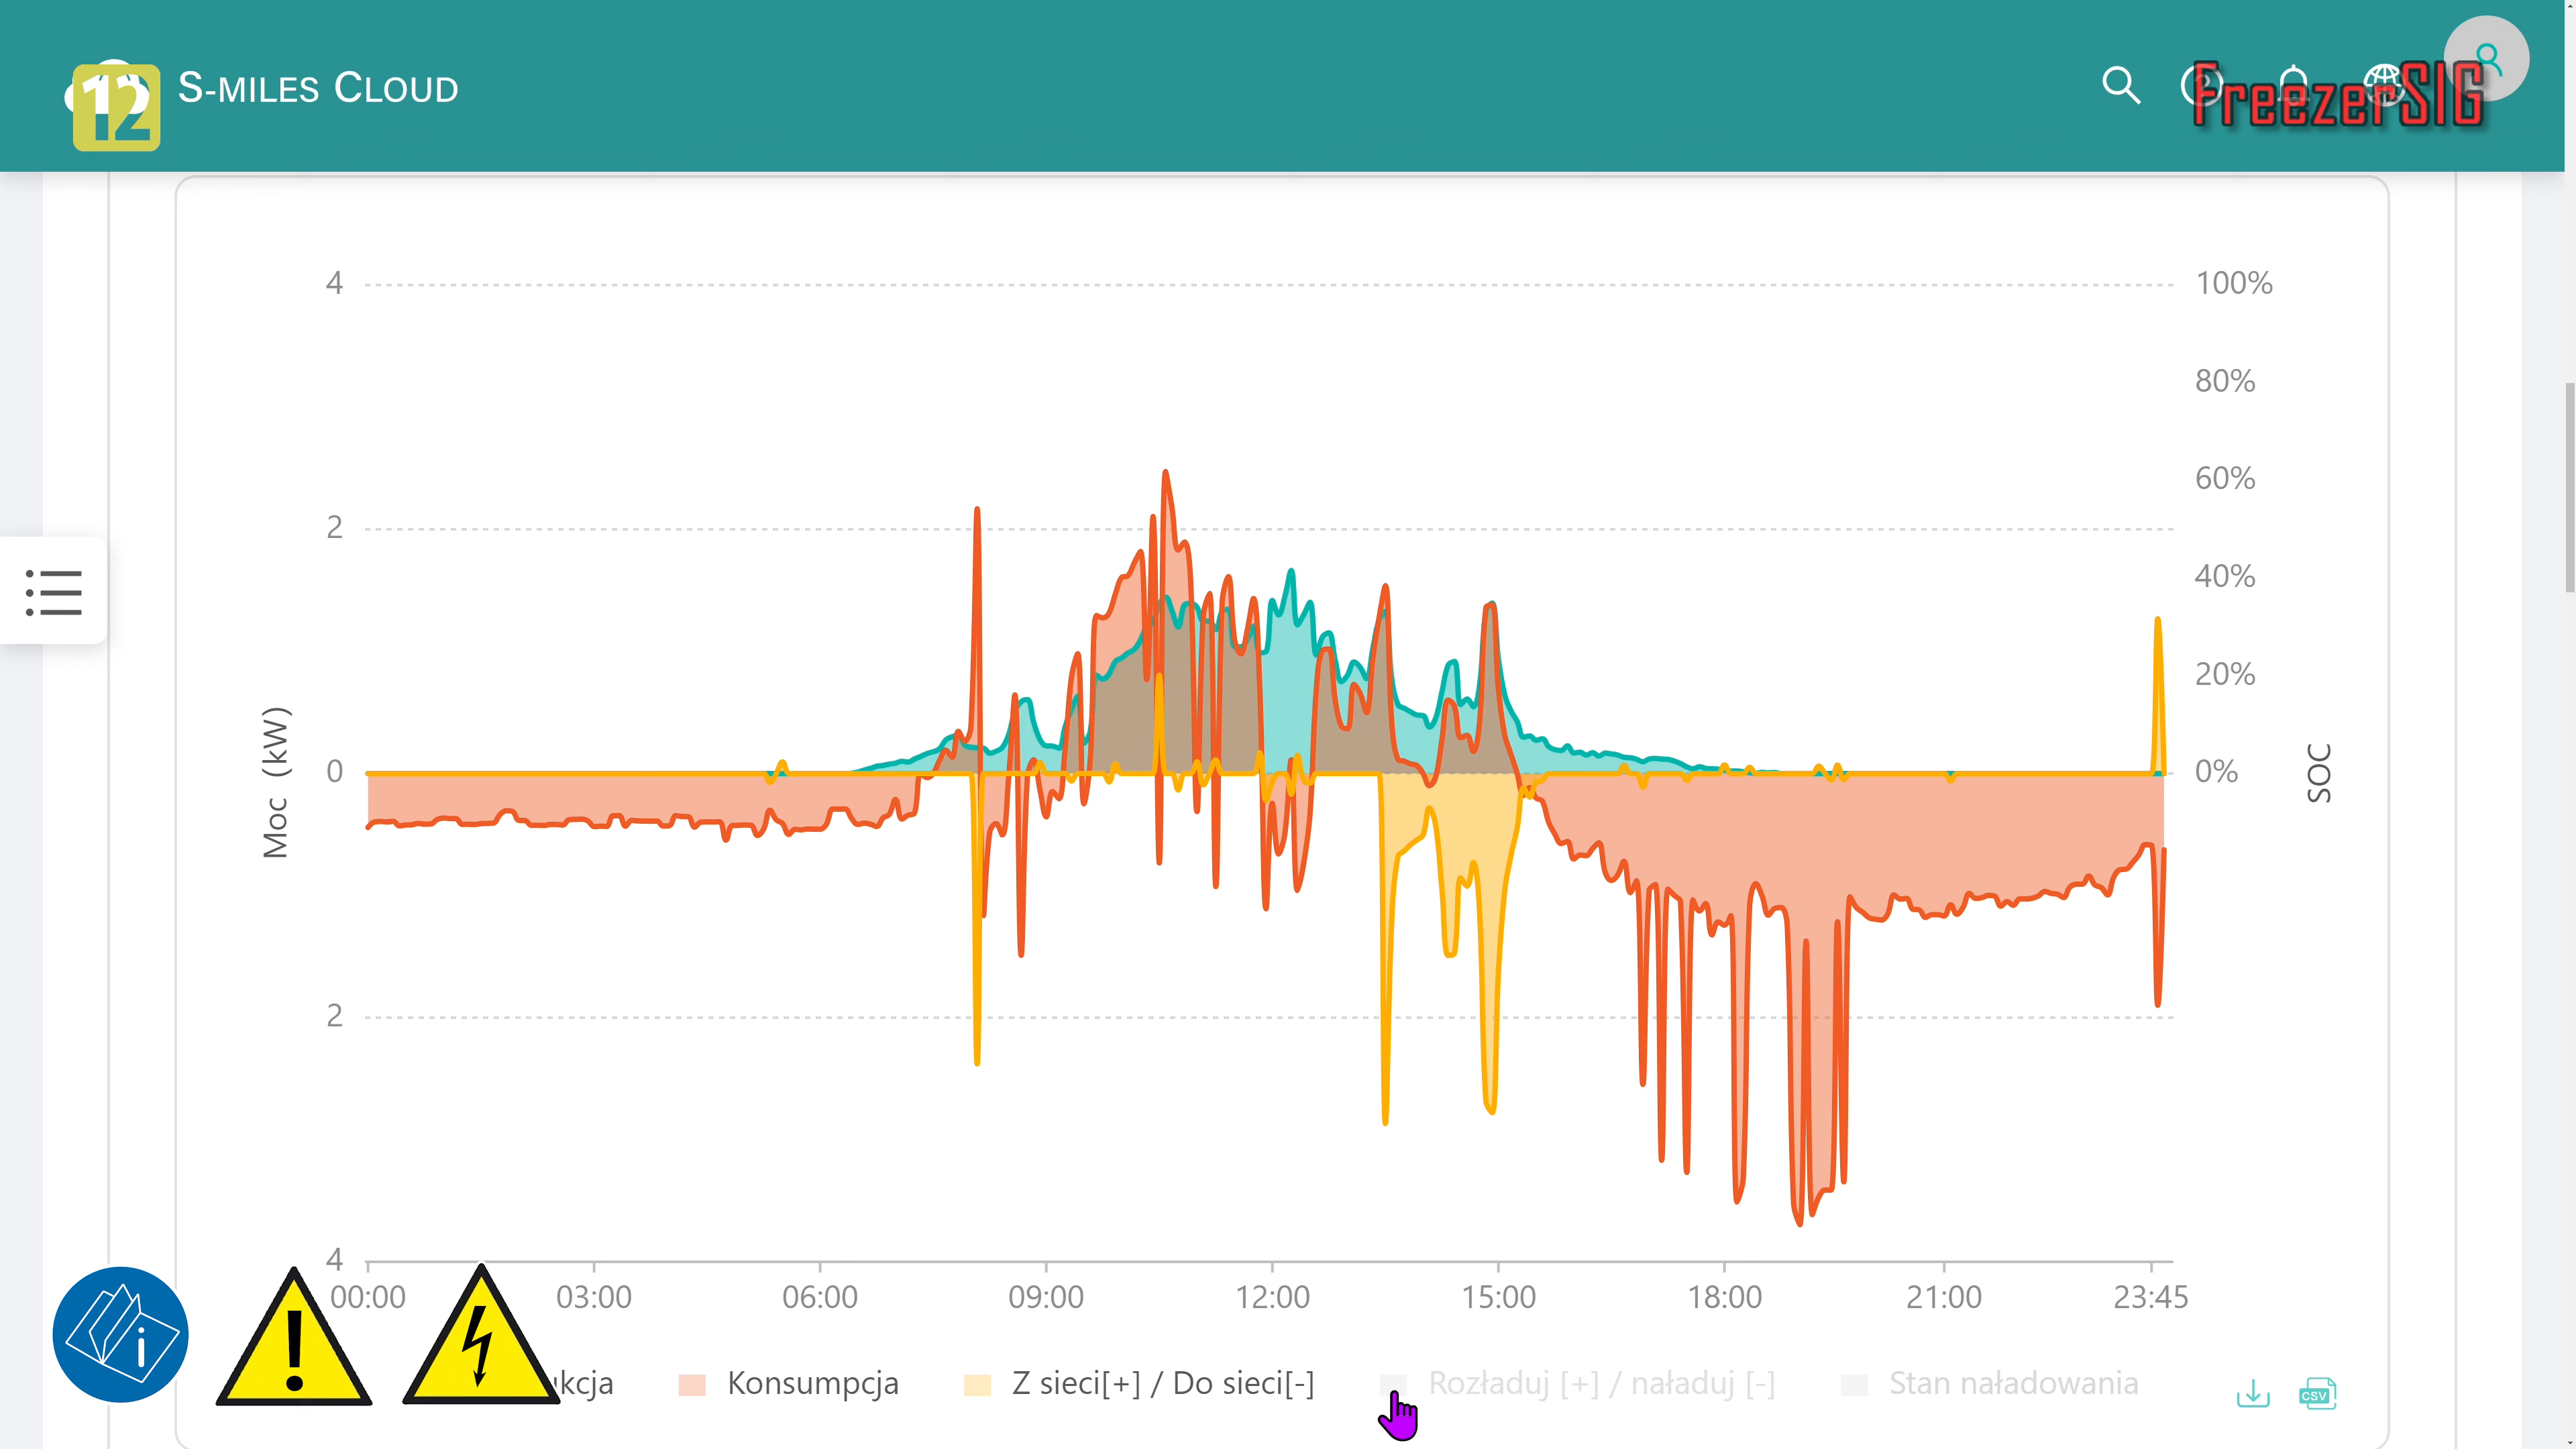 12
S-MILES CLOUD
FreezerSIG
4
100%
80%
60%
2
40%
20%
0
0%
Moc (kW)
SOC
2
4
00:00
03:00
06:00
09:00
12:00
15:00
18:00
21:00
23:45
kcja
Konsumpcja
Z sieci[+] / Do sieci[-]
Rozładuj [+] / naładuj [-]
Stan naładowania
CSV